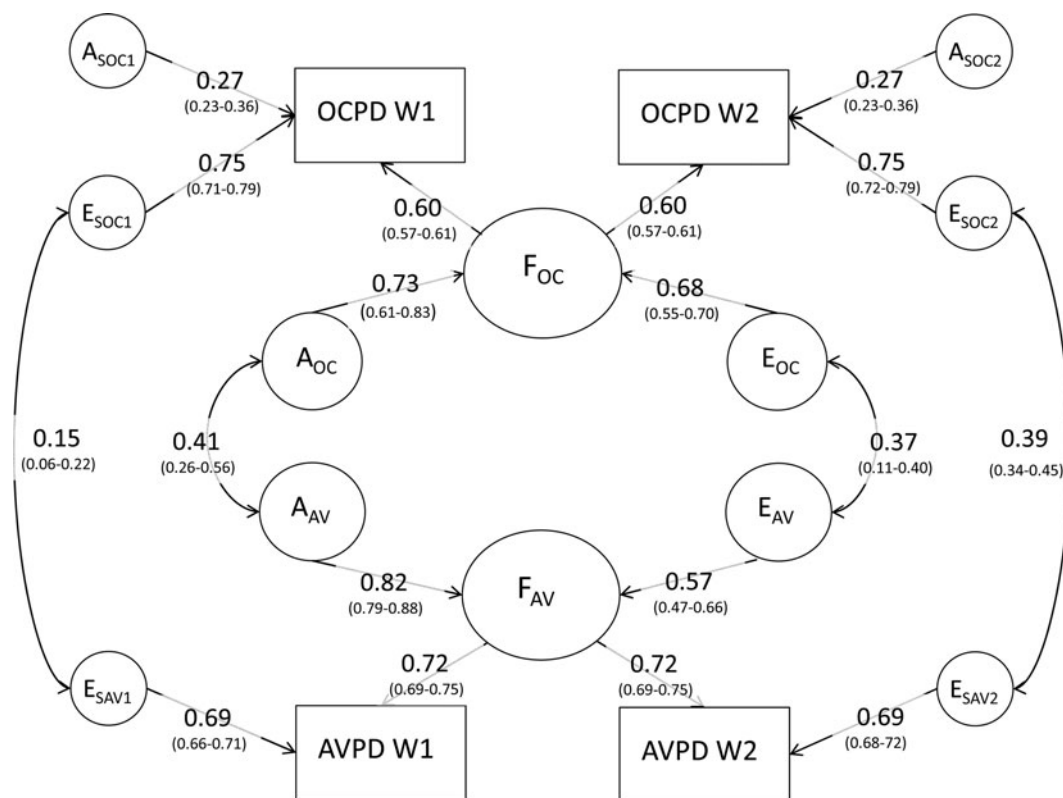 A_SOC1
A_SOC2
0.27
(0.23-0.36)
0.27
(0.23-0.36)
OCPD W1
OCPD W2
0.75
(0.71-0.79)
0.75
(0.72-0.79)
E_SOC1
E_SOC2
0.60
(0.57-0.61)
0.60
(0.57-0.61)
F_OC
0.73
(0.61-0.83)
0.68
(0.55-0.70)
A_OC
E_OC
0.15
(0.06-0.22)
0.41
(0.26-0.56)
0.37
(0.11-0.40)
0.39
(0.34-0.45)
A_AV
E_AV
0.82
(0.79-0.88)
F_AV
0.57
(0.47-0.66)
0.72
(0.69-0.75)
0.72
(0.69-0.75)
E_SAV1
E_SAV2
0.69
(0.66-0.71)
0.69
(0.68-72)
AVPD W1
AVPD W2